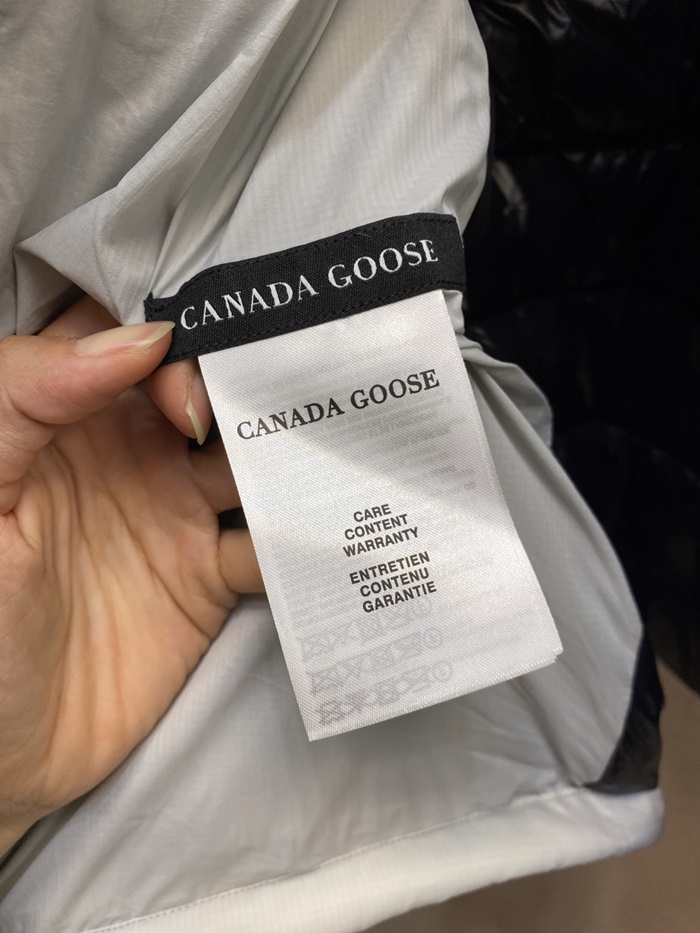 CANADA GOOSE
CANADA GOOSE
CARE
CONTENT
WARRANTY
ENTRETIEN
CONTENU
GARANTIE